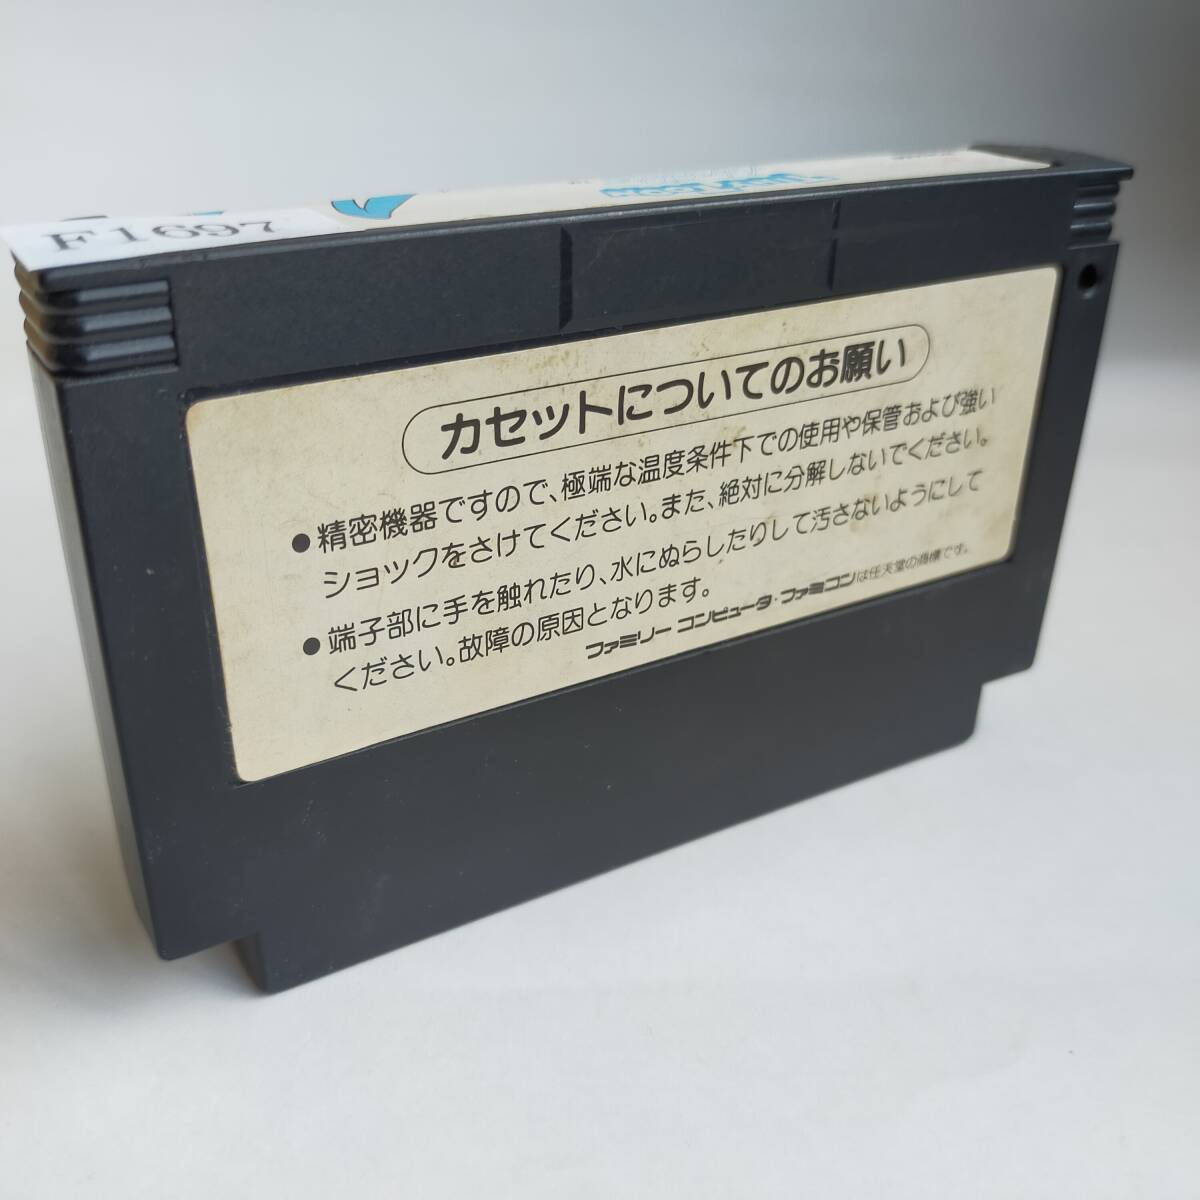 F1697
カセットについてのお願い
●精密機器ですので、極端な温度条件下での使用や保管および強い
ショックをさけてください。また、絶対に分解しないでください。
●端子部に手を触れたり、水にぬらしたりして汚さないようにして
ください。故障の原因となります。
ファミリー コンピュータ・ファミコンは任天堂の商標です。